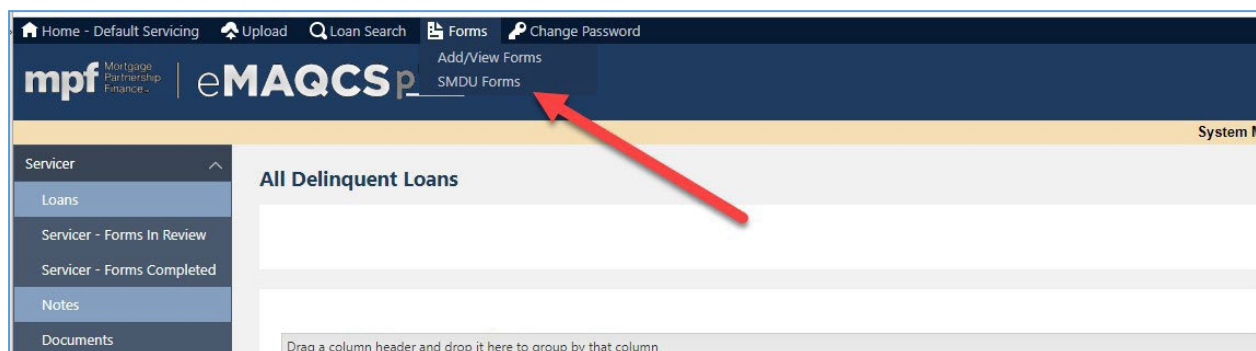 Home - Default Servicing Upload Loan Search Forms Change Password
Add/View Forms
SMDU Forms
mpf Mortgage Partnership Finance | eMAQCS
System
Servicer
Loans
Servicer - Forms In Review
Servicer - Forms Completed
Notes
Documents
All Delinquent Loans
Drag a column header and drop it here to group by that column